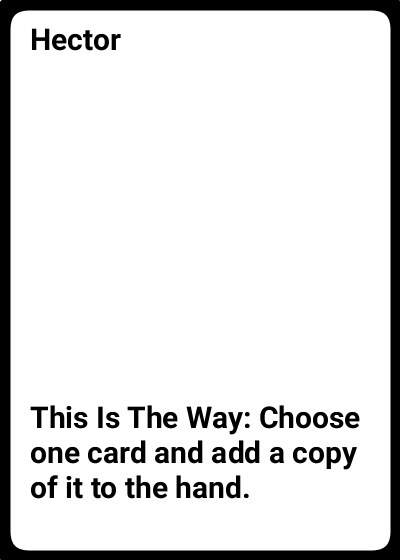 Hector
This Is The Way: Choose
one card and add a copy
of it to the hand.